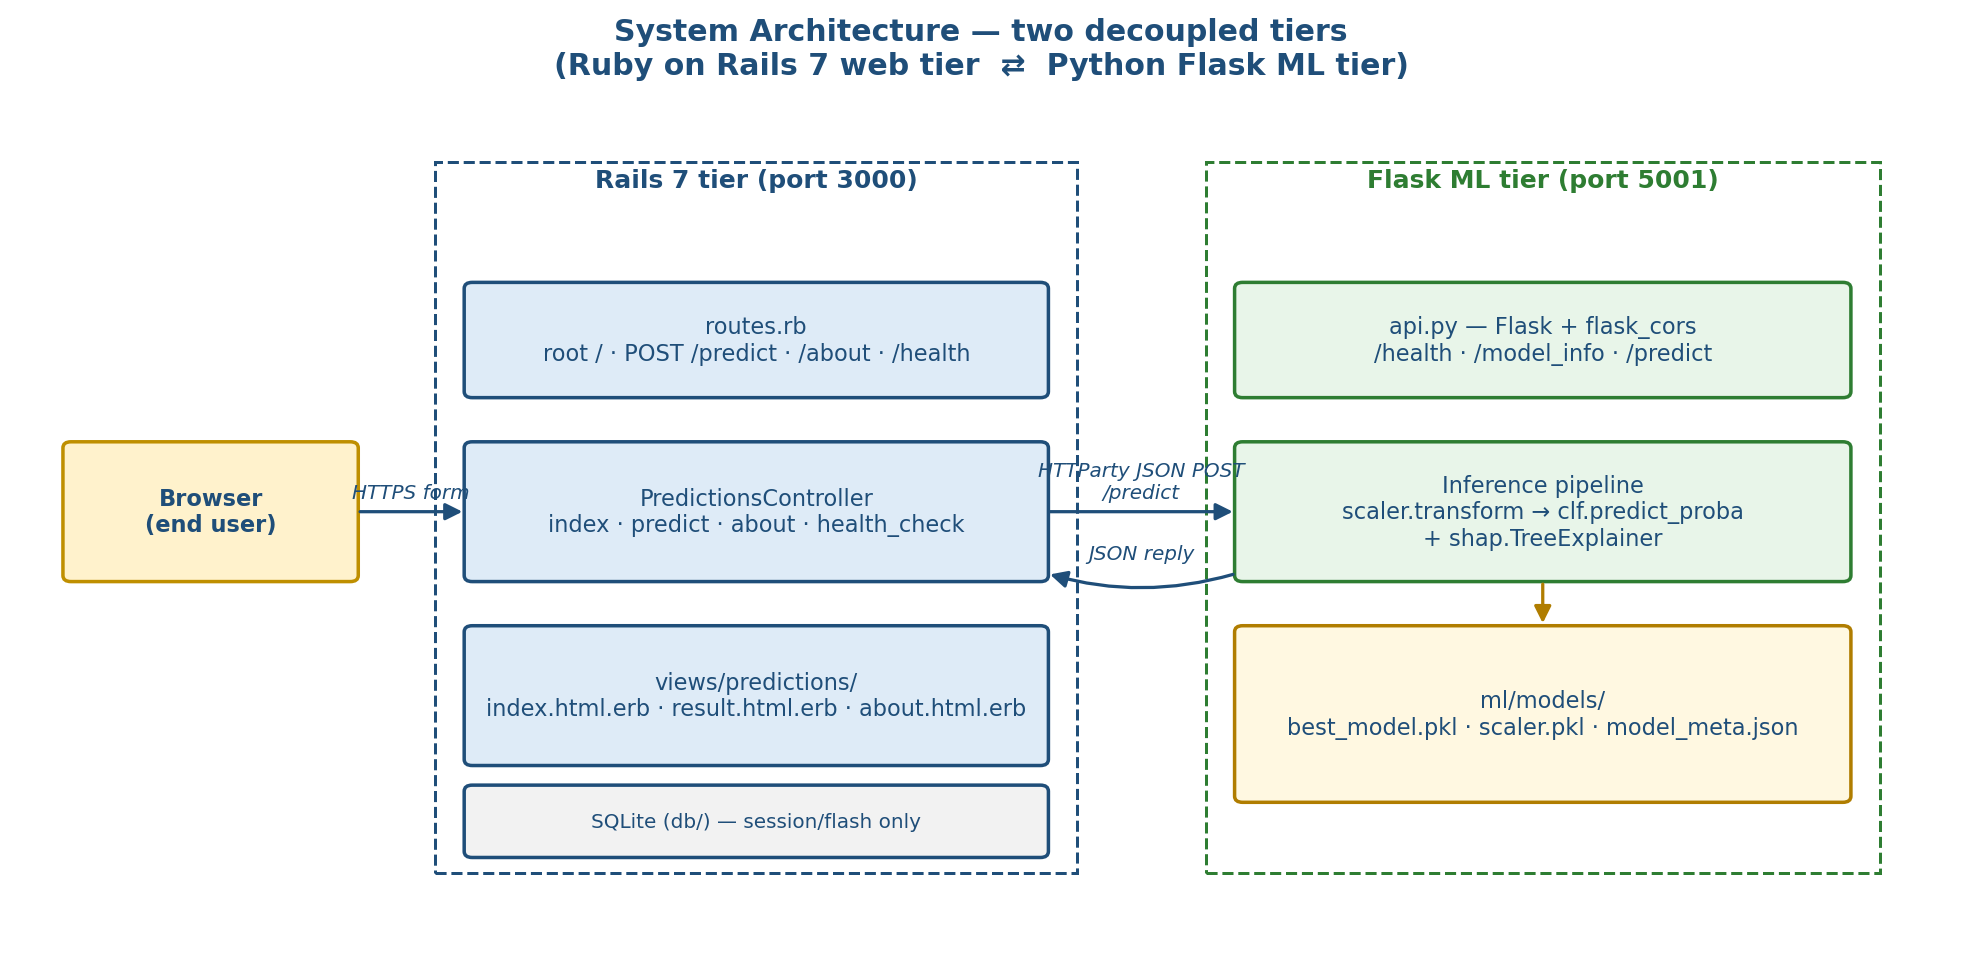 System Architecture — two decoupled tiers
(Ruby on Rails 7 web tier ⇄ Python Flask ML tier)
Rails 7 tier (port 3000)
routes.rb
root / · POST /predict · /about · /health
Browser
(end user)
HTTPS form
PredictionsController
index · predict · about · health_check
HTTParty JSON POST
/predict
JSON reply
views/predictions/
index.html.erb · result.html.erb · about.html.erb
SQLite (db/) — session/flash only
Flask ML tier (port 5001)
api.py — Flask + flask_cors
/health · /model_info · /predict
Inference pipeline
scaler.transform → clf.predict_proba
+ shap.TreeExplainer
ml/models/
best_model.pkl · scaler.pkl · model_meta.json